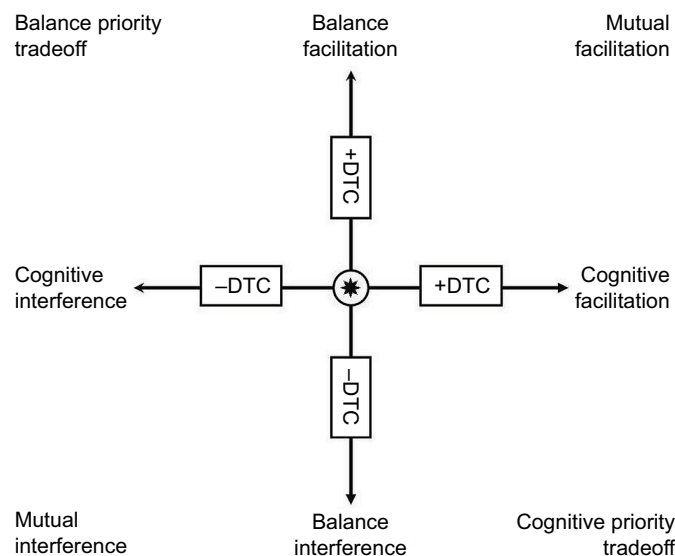 Balance priority
tradeoff
Balance
facilitation
Mutual
facilitation
+DTC
Cognitive
interference
–DTC
+DTC
Cognitive
facilitation
–DTC
Mutual
interference
Balance
interference
Cognitive priority
tradeoff